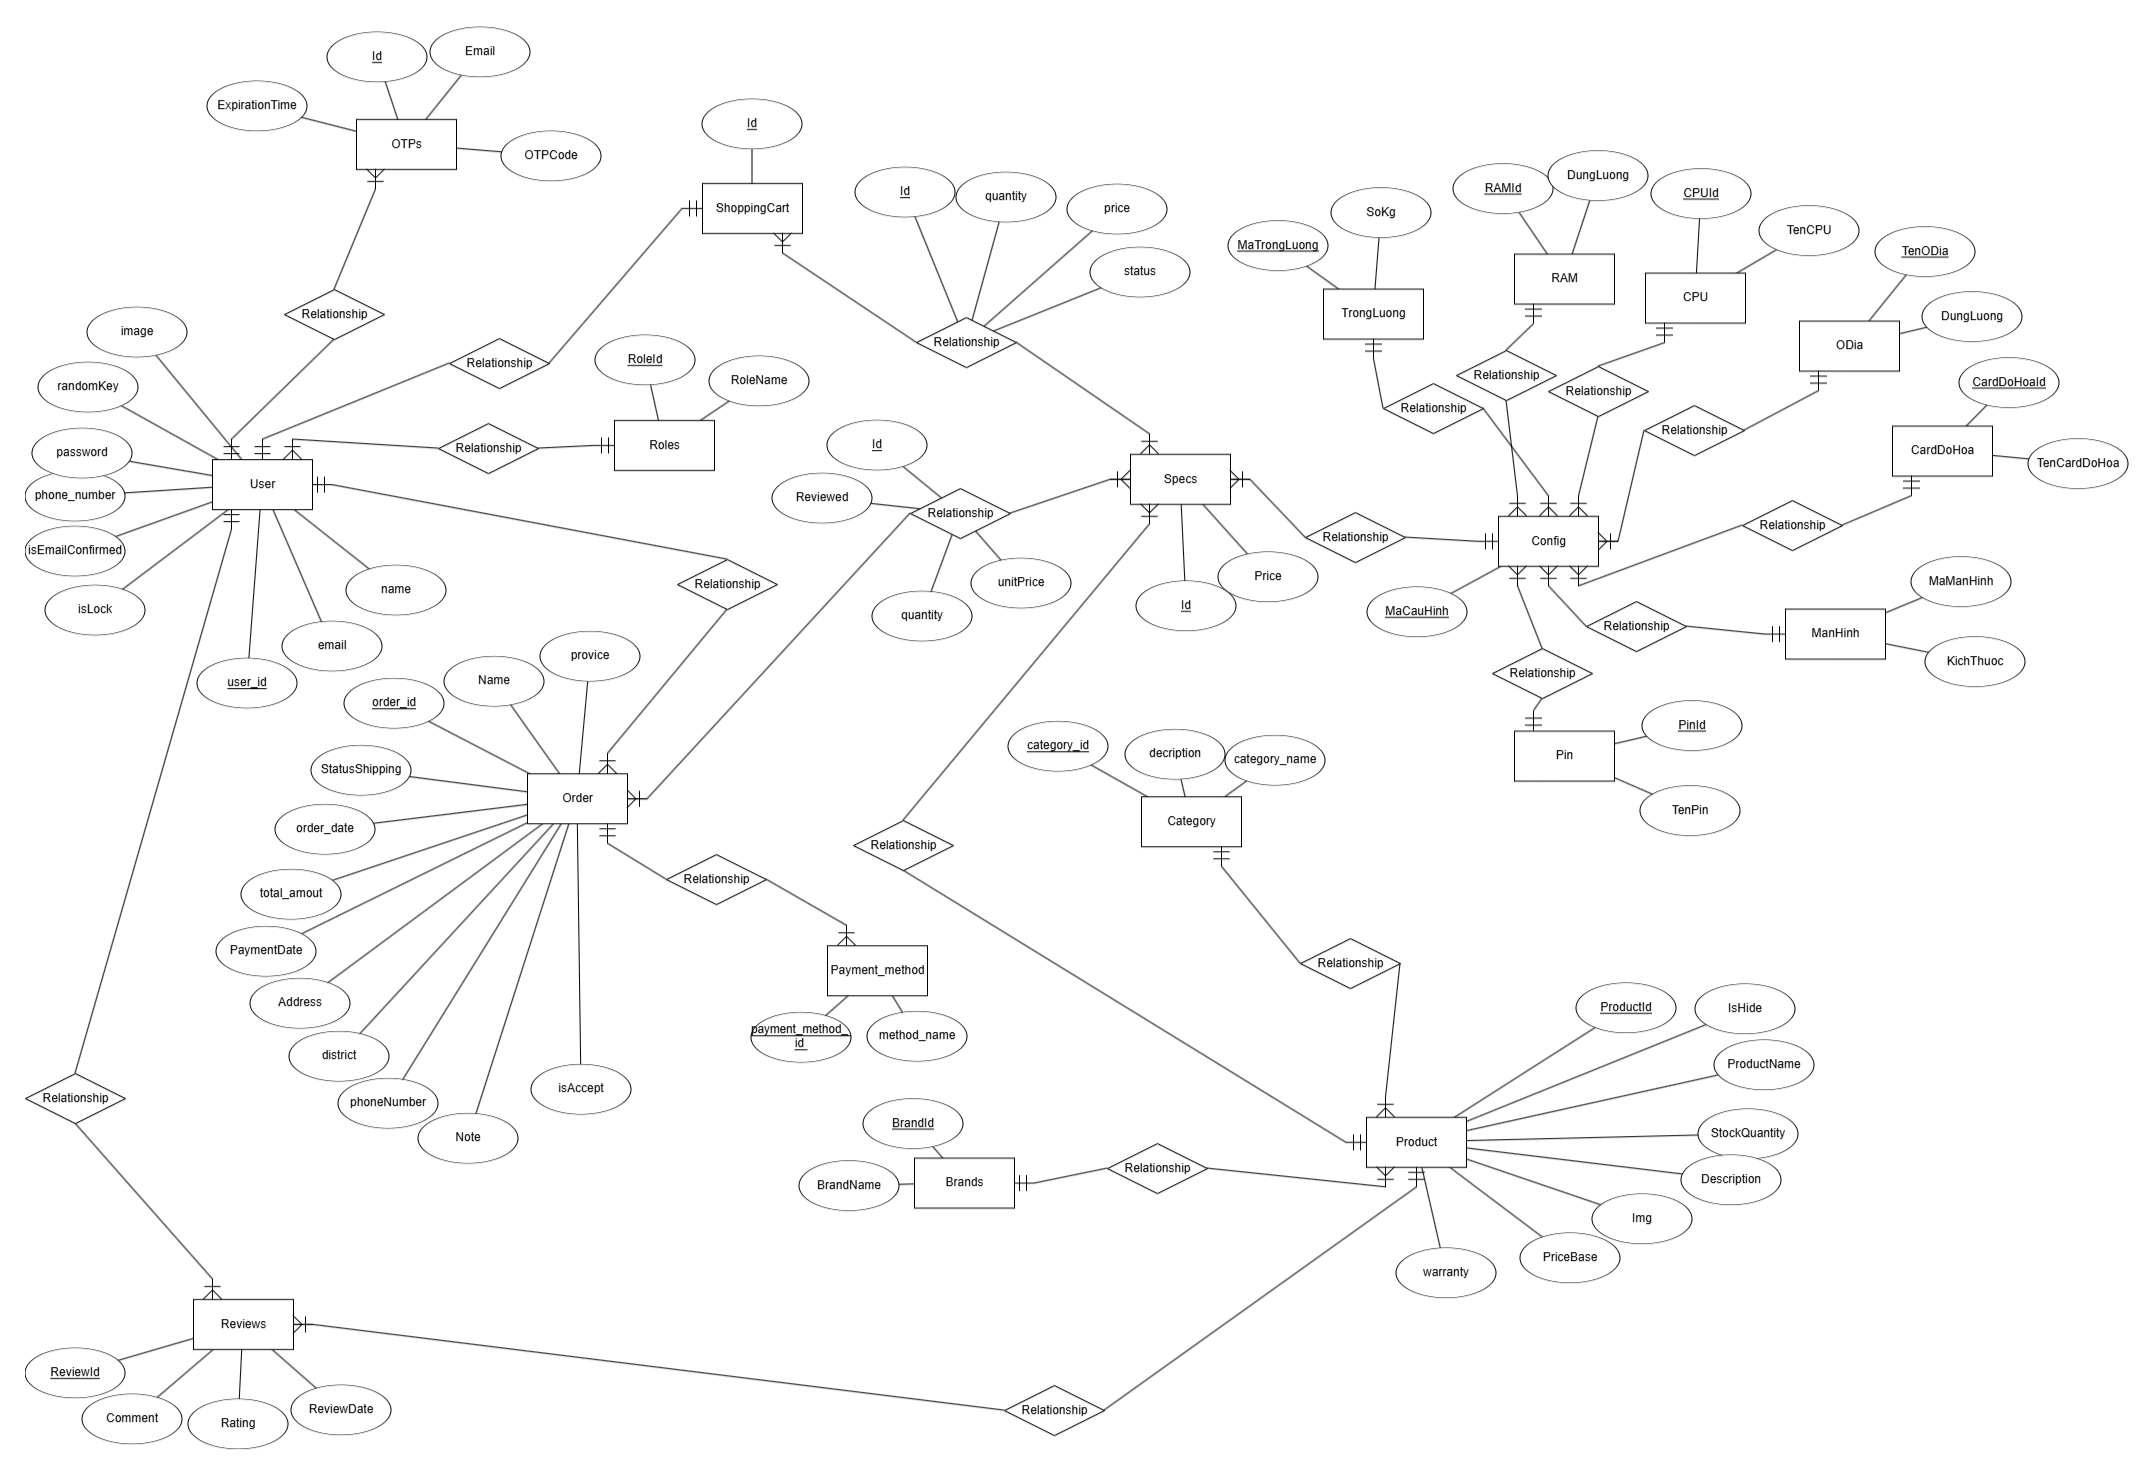 Id
Email
ExpirationTime
OTPs
OTPCode
Id
ShoppingCart
Id
quantity
price
status
Relationship
RAMId
DungLuong
CPUId
TenCPU
SoKg
MaTrongLuong
RAM
CPU
TrongLuong
TenODia
DungLuong
ODia
Relationship
image
randomKey
Relationship
RoleId
RoleName
Relationship
Relationship
Relationship
Relationship
CardDoHoaId
CardDoHoa
TenCardDoHoa
password
phone_number
User
Relationship
Roles
Id
Reviewed
Relationship
Specs
Relationship
Config
Relationship
isEmailConfirmed
isLock
name
email
user_id
Relationship
quantity
unitPrice
Id
Price
MaCauHinh
Relationship
MaManHinh
ManHinh
KichThuoc
Relationship
PinId
Pin
TenPin
provice
Name
order_id
StatusShipping
Order
order_date
total_amout
PaymentDate
Address
district
phoneNumber
Note
isAccept
Relationship
Payment_method
payment_method_
id
method_name
Relationship
category_id
decription
category_name
Category
Relationship
ProductId
IsHide
ProductName
StockQuantity
Description
Img
PriceBase
warranty
Product
Relationship
BrandId
BrandName
Brands
Relationship
Relationship
Reviews
ReviewId
Comment
Rating
ReviewDate
Relationship